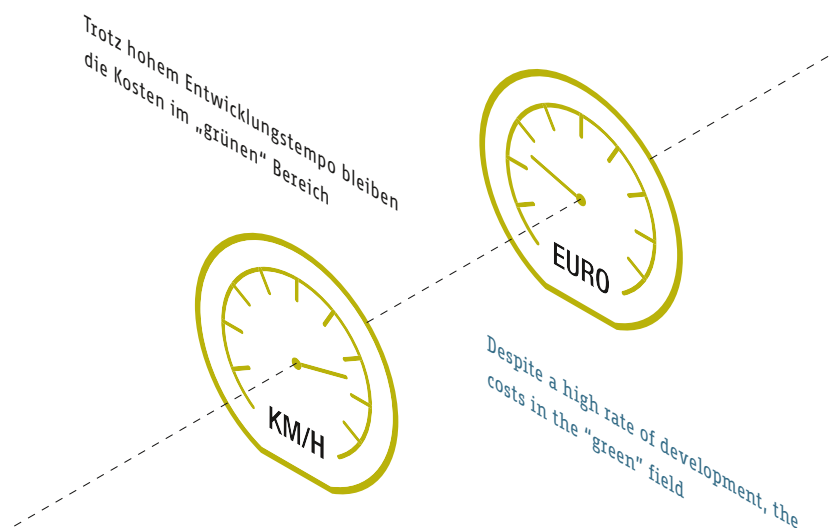 Trotz hohem Entwicklungstempo bleiben
die Kosten im „grünen“ Bereich
EURO
KM/H
Despite a high rate of development, the
costs in the “green” field